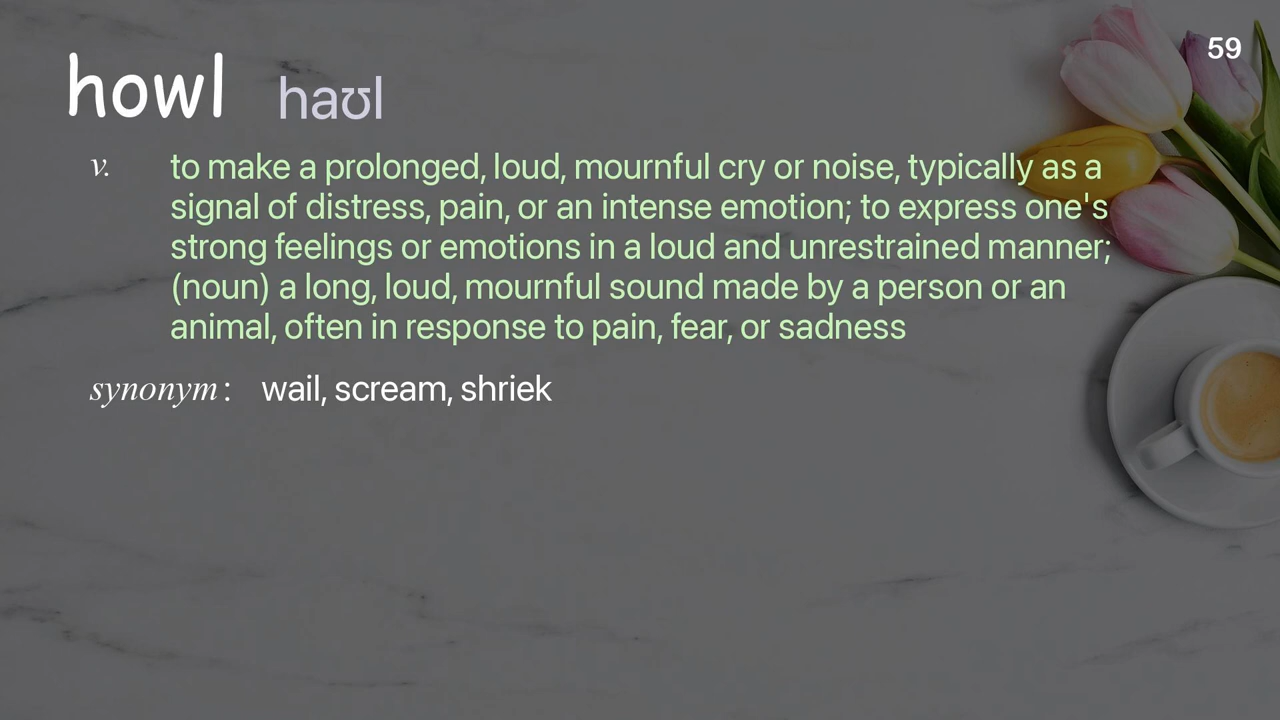 59
howl haʊl
v. to make a prolonged, loud, mournful cry or noise, typically as a
signal of distress, pain, or an intense emotion; to express one's
strong feelings or emotions in a loud and unrestrained manner;
(noun) a long, loud, mournful sound made by a person or an
animal, often in response to pain, fear, or sadness
synonym: wail, scream, shriek